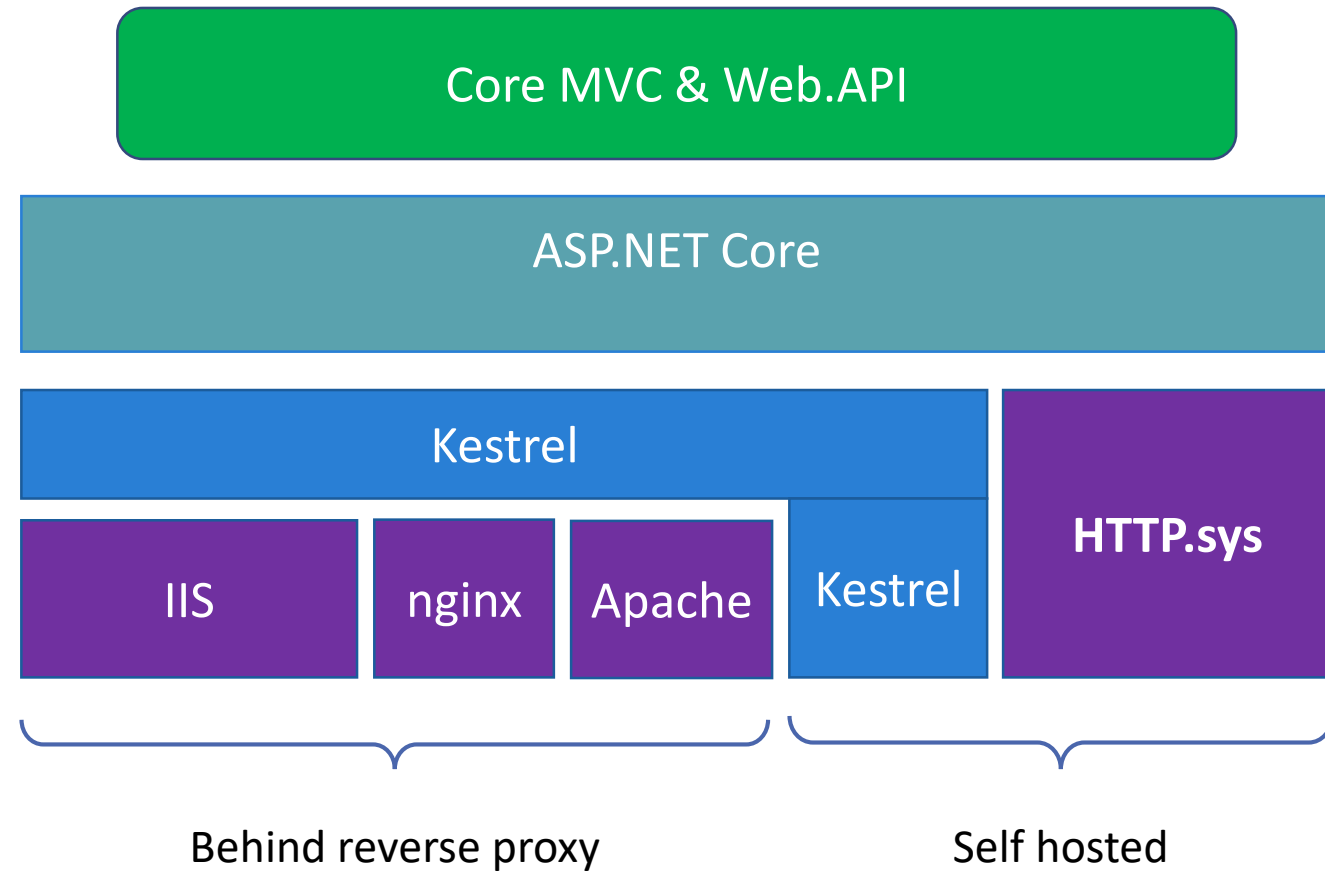 Core MVC & Web.API
ASP.NET Core
Kestrel
HTTP.sys
IIS
nginx
Apache
Kestrel
Behind reverse proxy
Self hosted